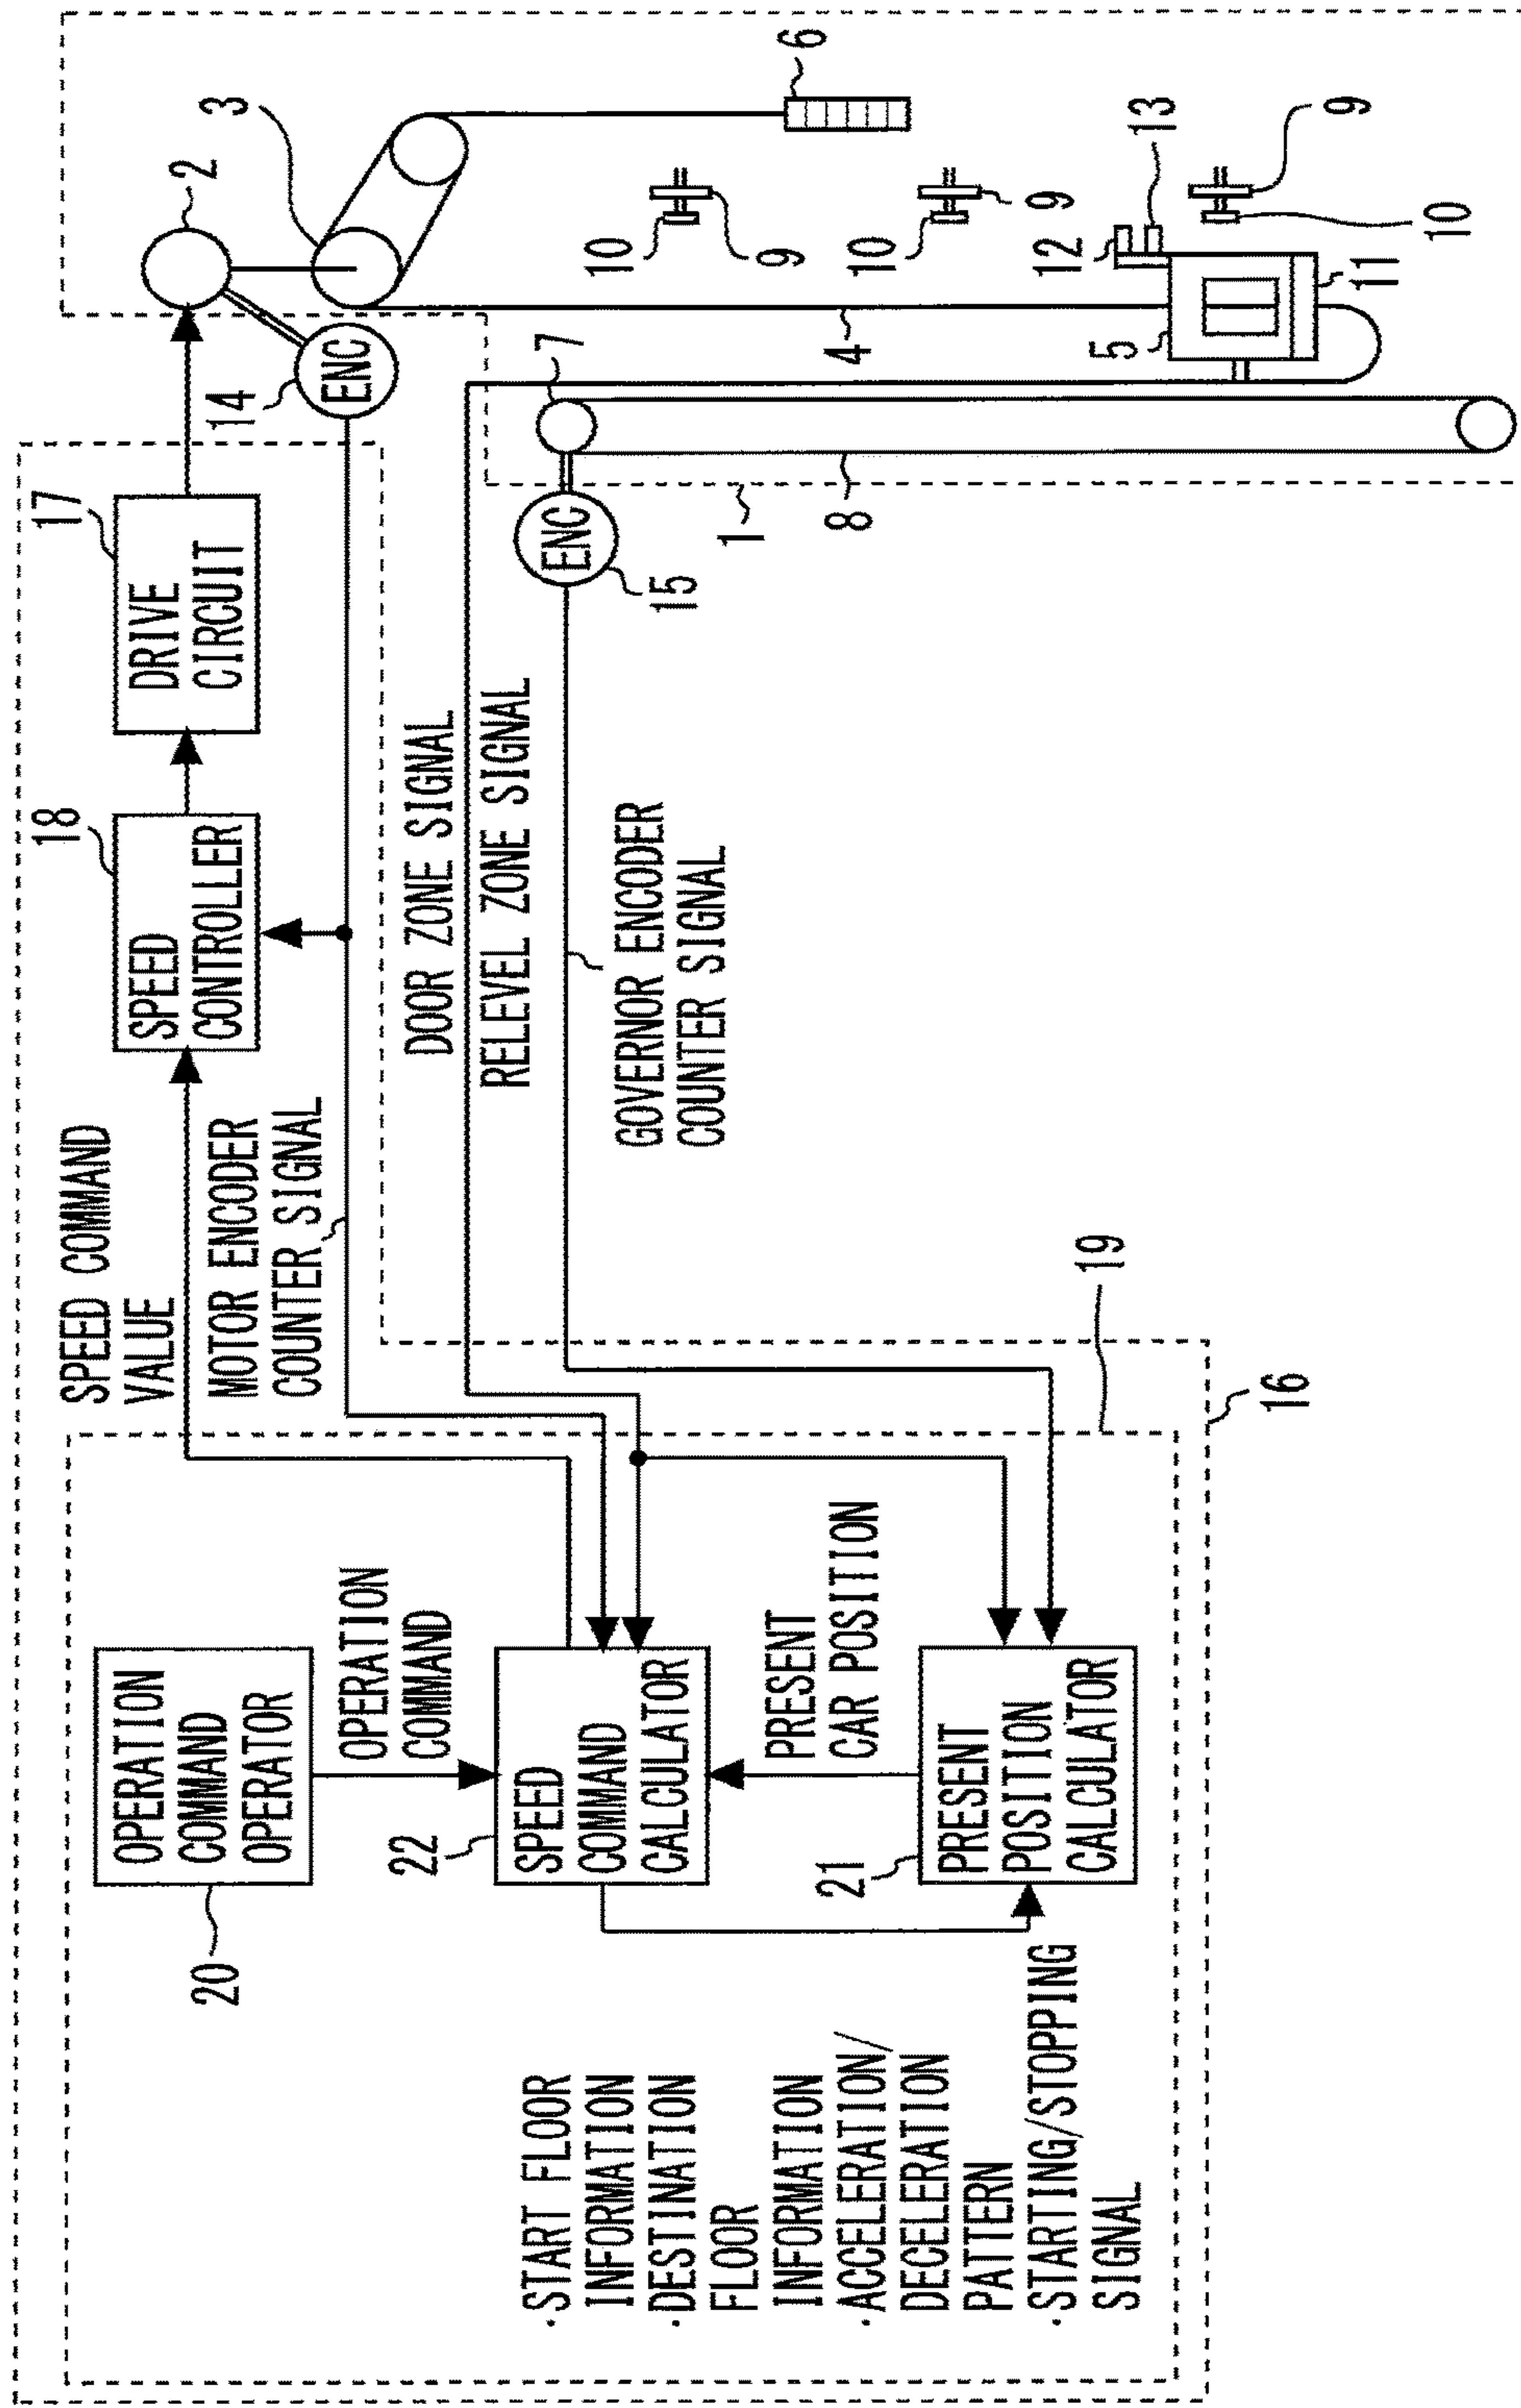 OPERATION
COMMAND
OPERATOR
20
OPERATION
COMMAND
22
SPEED
COMMAND
CALCULATOR
PRESENT
CAR POSITION
21
PRESENT
POSITION
CALCULATOR
·START FLOOR
INFORMATION
·DESTINATION
FLOOR
INFORMATION
·ACCELERATION/
DECELERATION
PATTERN
·STARTING/STOPPING
SIGNAL
19
16
SPEED COMMAND
VALUE
MOTOR ENCODER
COUNTER SIGNAL
18
SPEED
CONTROLLER
17
DRIVE
CIRCUIT
DOOR ZONE SIGNAL
RELEVEL ZONE SIGNAL
GOVERNOR ENCODER
COUNTER SIGNAL
14
ENC
15
ENC
1
2
3
4
5
6
7
8
9
10
9
10
9
10
11
12
13